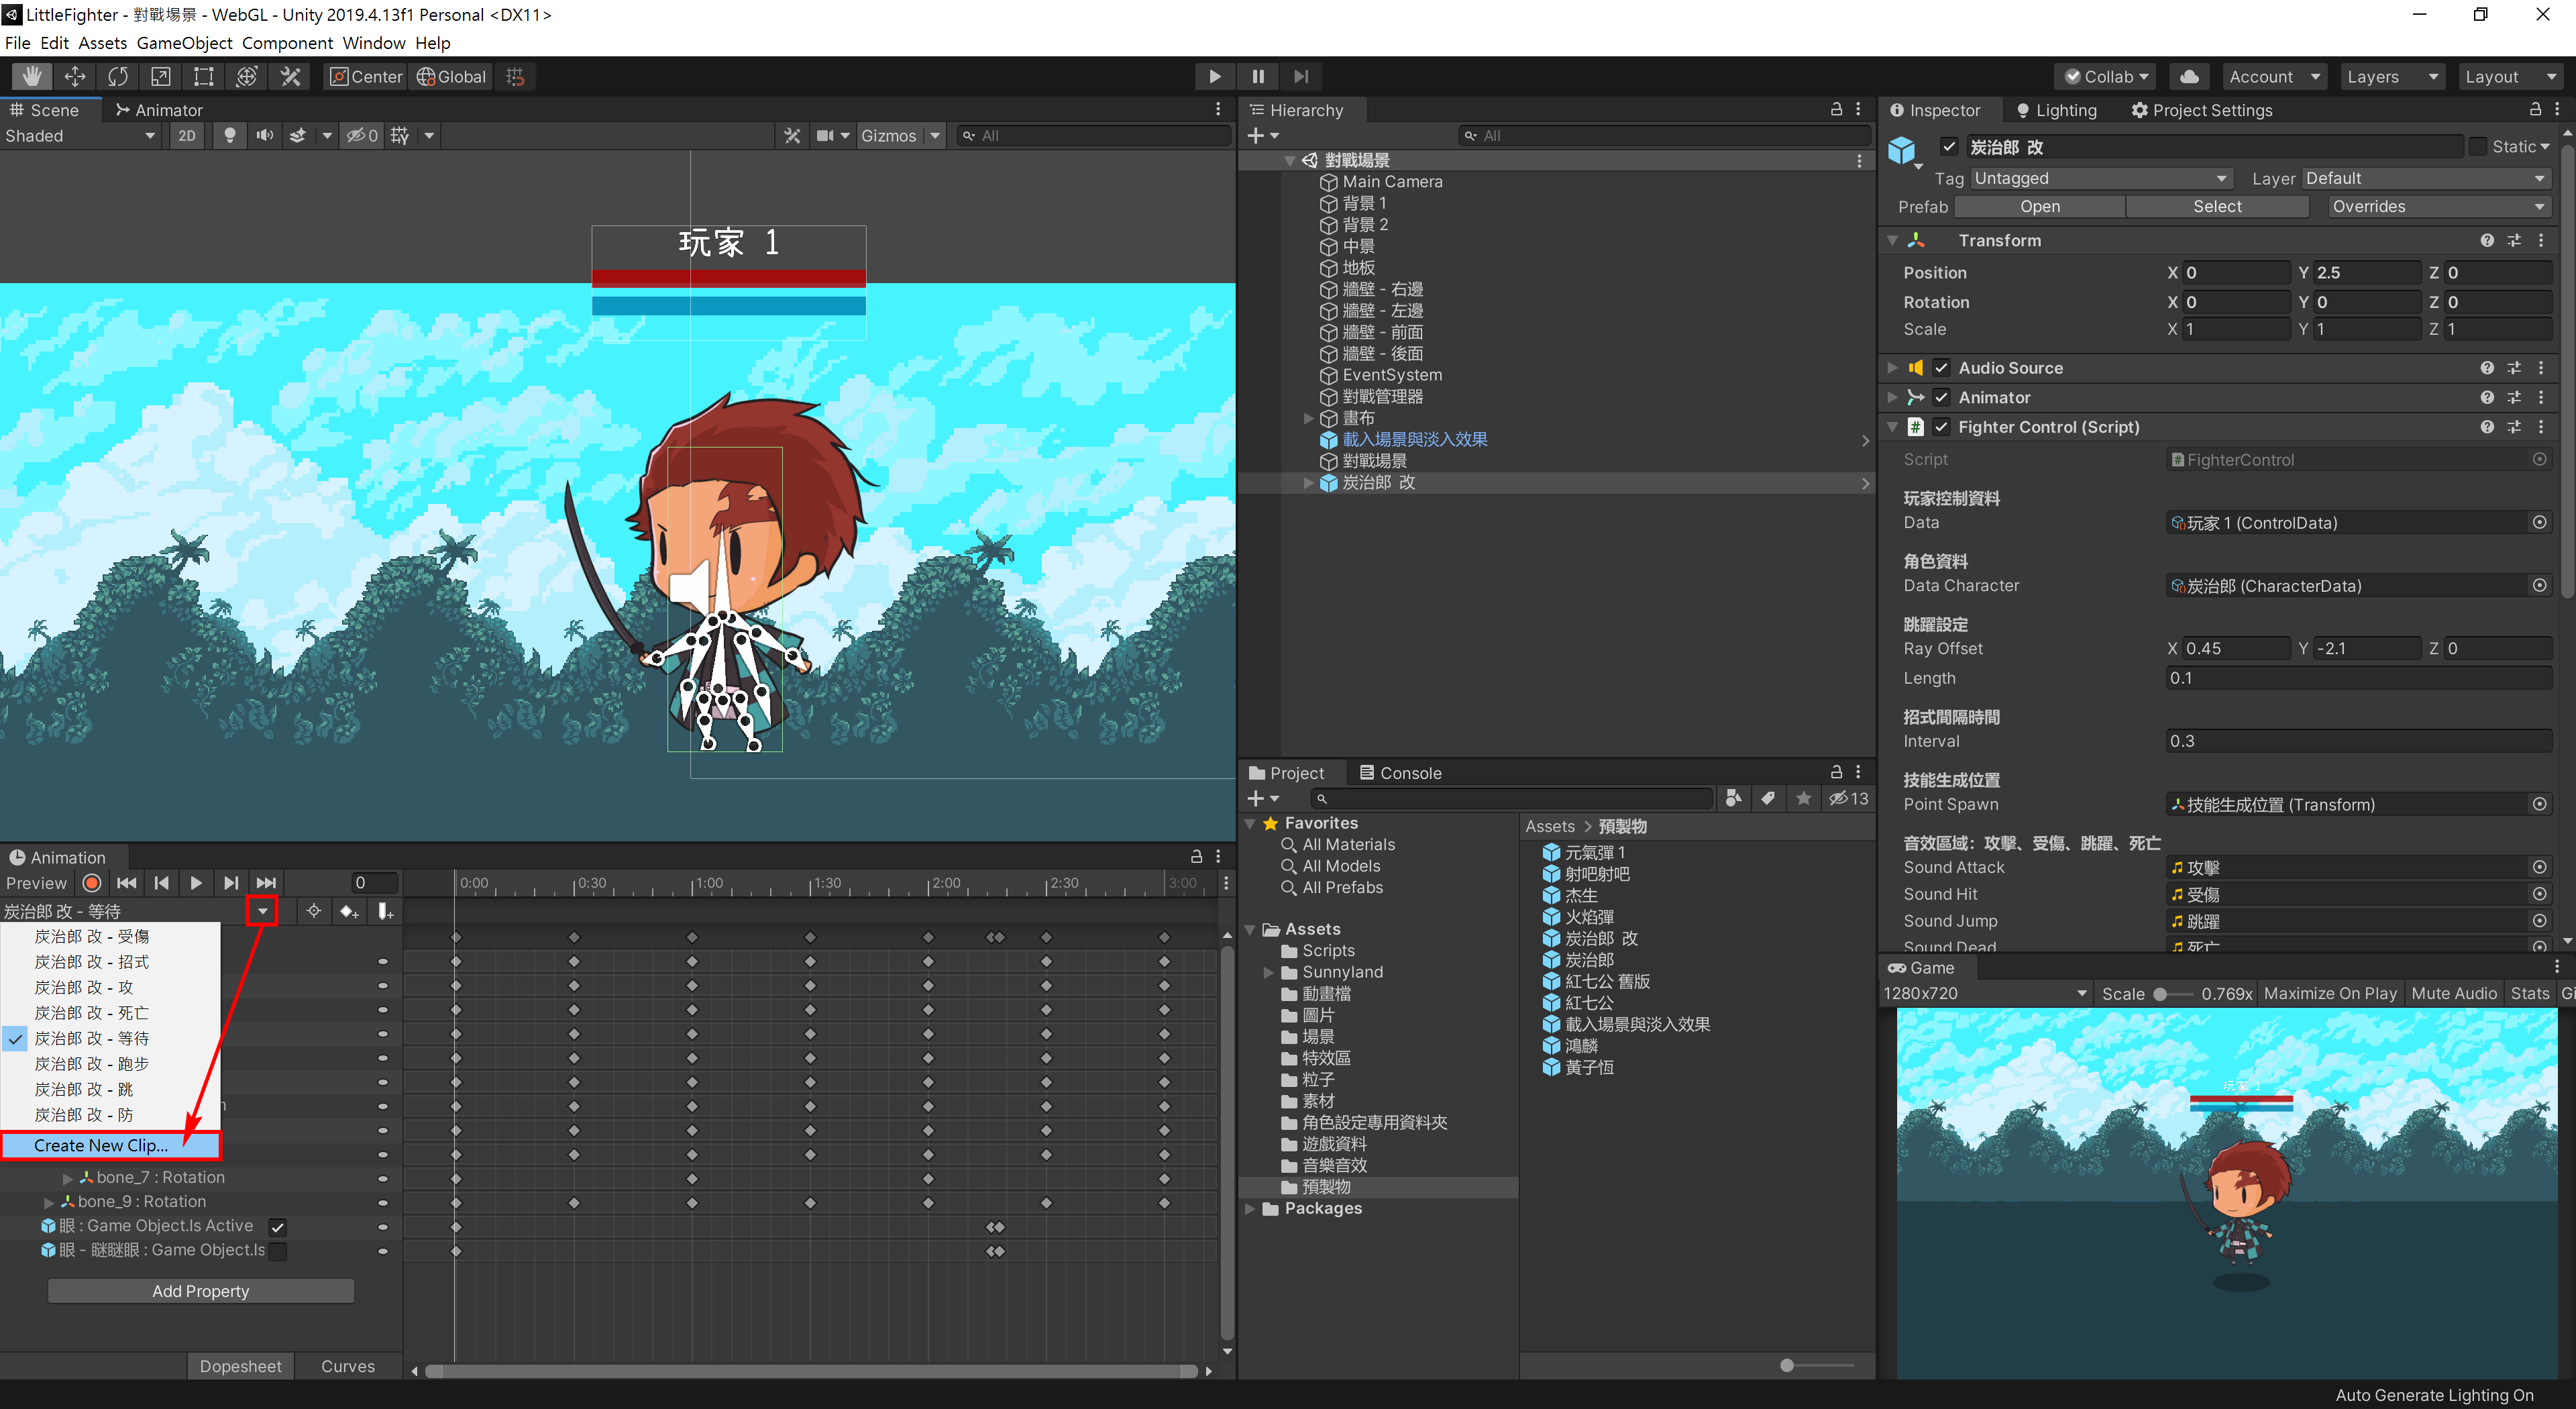 LittleFighter - 對戰場景 - WebGL - Unity 2019.4.13f1 Personal <DX11>
File Edit Assets GameObject Component Window Help
Center Global
Collab Account Layers Layout
Scene Animator
Shaded 2D 0 Gizmos All
玩家 1
Animation
Preview 0
0:00 0:30 1:00 1:30 2:00 2:30 3:00
炭治郎 改 - 等待
炭治郎 改 - 受傷
炭治郎 改 - 招式
炭治郎 改 - 攻
炭治郎 改 - 死亡
炭治郎 改 - 等待
炭治郎 改 - 跑步
炭治郎 改 - 跳
炭治郎 改 - 防
Create New Clip...
bone_7 : Rotation
bone_9 : Rotation
眼 : Game Object.Is Active
眼 - 瞇瞇眼 : Game Object.Is
Add Property
Dopesheet Curves
Hierarchy
All
對戰場景
Main Camera
背景 1
背景 2
中景
地板
牆壁 - 右邊
牆壁 - 左邊
牆壁 - 前面
牆壁 - 後面
EventSystem
對戰管理器
畫布
載入場景與淡入效果
對戰場景
炭治郎 改
Project Console
13
Favorites
All Materials
All Models
All Prefabs
Assets
Scripts
Sunnyland
動畫檔
圖片
場景
特效區
粒子
素材
角色設定專用資料夾
遊戲資料
音樂音效
預製物
Packages
Assets > 預製物
元氣彈 1
射吧射吧
杰生
火焰彈
炭治郎 改
炭治郎
紅七公 舊版
紅七公
載入場景與淡入效果
鴻麟
黃子恆
Inspector Lighting Project Settings
炭治郎 改 Static
Tag Untagged Layer Default
Prefab Open Select Overrides
Transform
Position X 0 Y 2.5 Z 0
Rotation X 0 Y 0 Z 0
Scale X 1 Y 1 Z 1
Audio Source
Animator
# Fighter Control (Script)
Script FighterControl
玩家控制資料
Data 玩家 1 (ControlData)
角色資料
Data Character 炭治郎 (CharacterData)
跳躍設定
Ray Offset X 0.45 Y -2.1 Z 0
Length 0.1
招式間隔時間
Interval 0.3
技能生成位置
Point Spawn 技能生成位置 (Transform)
音效區域：攻擊、受傷、跳躍、死亡
Sound Attack 攻擊
Sound Hit 受傷
Sound Jump 跳躍
Sound Dead 死亡
Game
1280x720 Scale 0.769x Maximize On Play Mute Audio Stats Gi
玩家 1
Auto Generate Lighting On